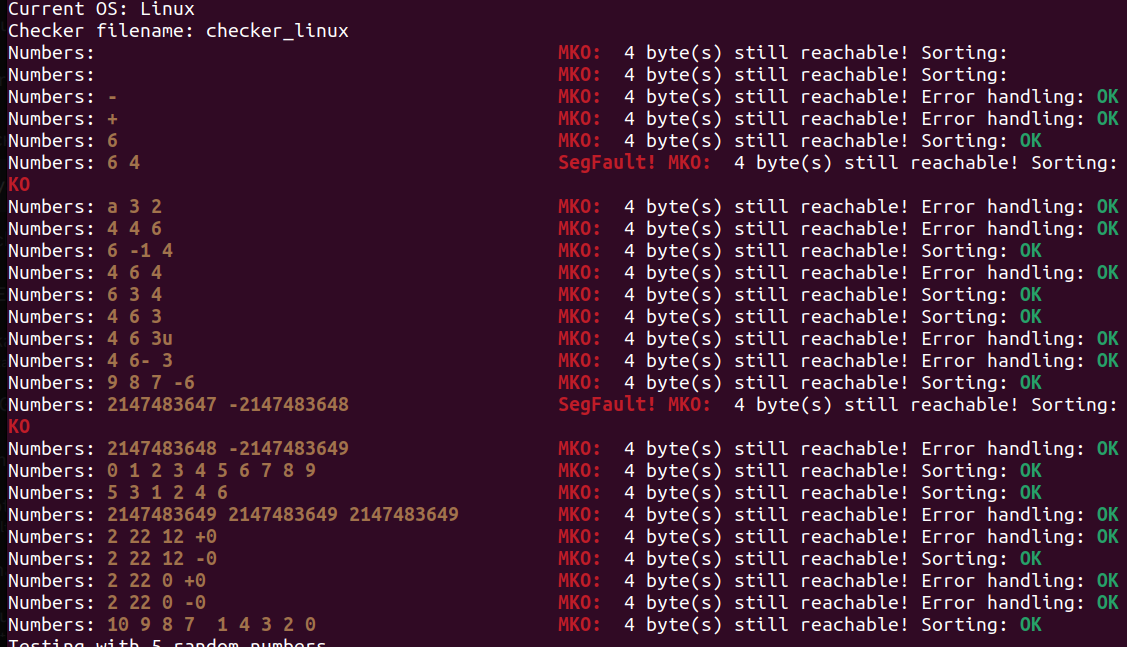 Current OS: Linux
Checker filename: checker_linux
Numbers: MKO: 4 byte(s) still reachable! Sorting:
Numbers: MKO: 4 byte(s) still reachable! Sorting:
Numbers: - MKO: 4 byte(s) still reachable! Error handling: OK
Numbers: + MKO: 4 byte(s) still reachable! Error handling: OK
Numbers: 6 MKO: 4 byte(s) still reachable! Sorting: OK
Numbers: 6 4 SegFault! MKO: 4 byte(s) still reachable! Sorting:
KO
Numbers: a 3 2 MKO: 4 byte(s) still reachable! Error handling: OK
Numbers: 4 4 6 MKO: 4 byte(s) still reachable! Error handling: OK
Numbers: 6 -1 4 MKO: 4 byte(s) still reachable! Sorting: OK
Numbers: 4 6 4 MKO: 4 byte(s) still reachable! Error handling: OK
Numbers: 6 3 4 MKO: 4 byte(s) still reachable! Sorting: OK
Numbers: 4 6 3 MKO: 4 byte(s) still reachable! Sorting: OK
Numbers: 4 6 3u MKO: 4 byte(s) still reachable! Error handling: OK
Numbers: 4 6- 3 MKO: 4 byte(s) still reachable! Error handling: OK
Numbers: 9 8 7 -6 MKO: 4 byte(s) still reachable! Sorting: OK
Numbers: 2147483647 -2147483648 SegFault! MKO: 4 byte(s) still reachable! Sorting:
KO
Numbers: 2147483648 -2147483649 MKO: 4 byte(s) still reachable! Error handling: OK
Numbers: 0 1 2 3 4 5 6 7 8 9 MKO: 4 byte(s) still reachable! Sorting: OK
Numbers: 5 3 1 2 4 6 MKO: 4 byte(s) still reachable! Sorting: OK
Numbers: 2147483649 2147483649 2147483649 MKO: 4 byte(s) still reachable! Error handling: OK
Numbers: 2 22 12 +0 MKO: 4 byte(s) still reachable! Error handling: OK
Numbers: 2 22 12 -0 MKO: 4 byte(s) still reachable! Sorting: OK
Numbers: 2 22 0 +0 MKO: 4 byte(s) still reachable! Error handling: OK
Numbers: 2 22 0 -0 MKO: 4 byte(s) still reachable! Error handling: OK
Numbers: 10 9 8 7  1 4 3 2 0 MKO: 4 byte(s) still reachable! Sorting: OK
Testing with 5 random numbers